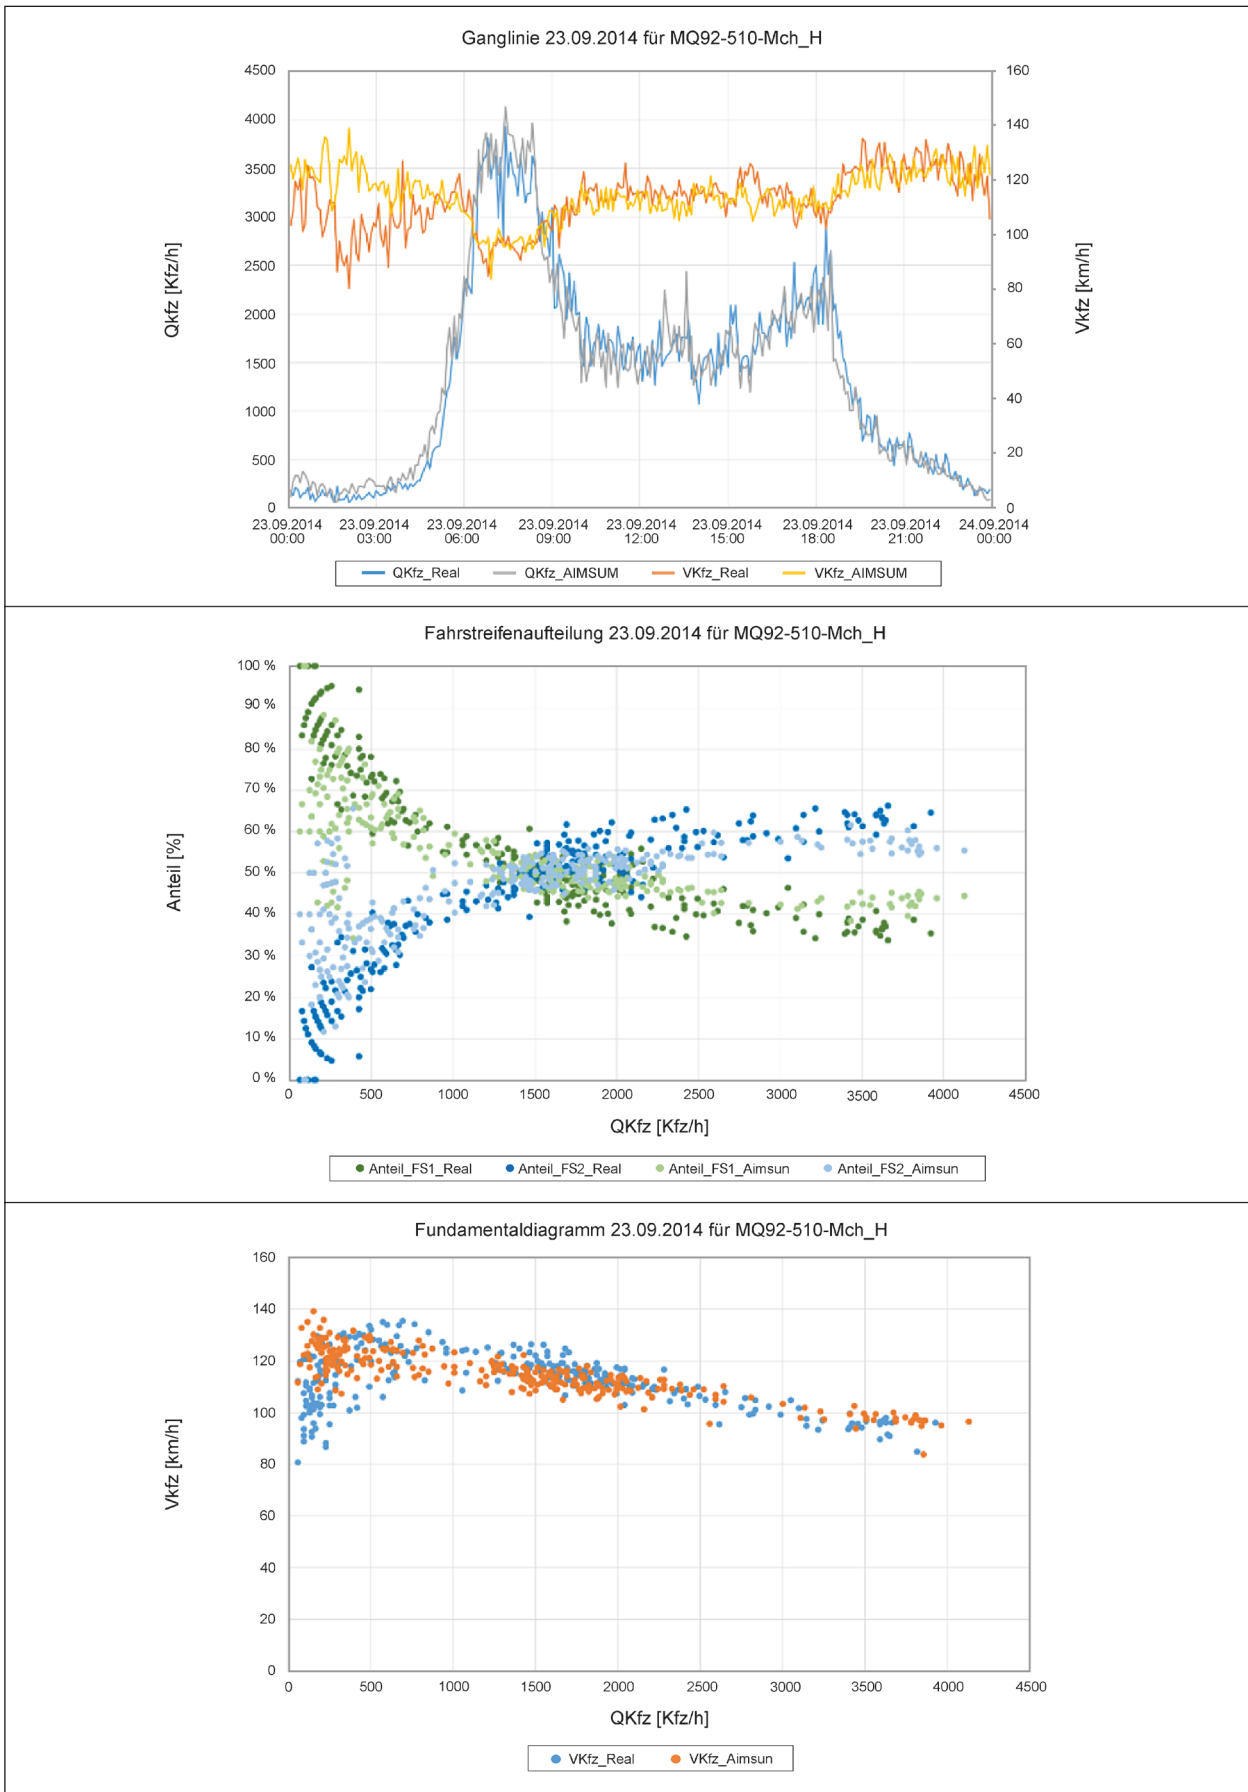 Ganglinie 23.09.2014 für MQ92-510-Mch_H
4500
4000
3500
3000
2500
2000
1500
1000
500
0
Qkfz [Kfz/h]
160
140
120
100
80
60
40
20
0
Vkfz [km/h]
23.09.2014 23.09.2014 23.09.2014 23.09.2014 23.09.2014 23.09.2014 23.09.2014 23.09.2014 24.09.2014
00:00 03:00 06:00 09:00 12:00 15:00 18:00 21:00 00:00
QKfz_Real QKfz_AIMSUM VKfz_Real VKfz_AIMSUM
Fahrstreifenaufteilung 23.09.2014 für MQ92-510-Mch_H
100 %
90 %
80 %
70 %
60 %
50 %
40 %
30 %
20 %
10 %
0 %
Anteil [%]
0 500 1000 1500 2000 2500 3000 3500 4000 4500
QKfz [Kfz/h]
Anteil_FS1_Real Anteil_FS2_Real Anteil_FS1_Aimsun Anteil_FS2_Aimsun
Fundamentaldiagramm 23.09.2014 für MQ92-510-Mch_H
160
140
120
100
80
60
40
20
0
Vkfz [km/h]
0 500 1000 1500 2000 2500 3000 3500 4000 4500
QKfz [Kfz/h]
VKfz_Real VKfz_Aimsun